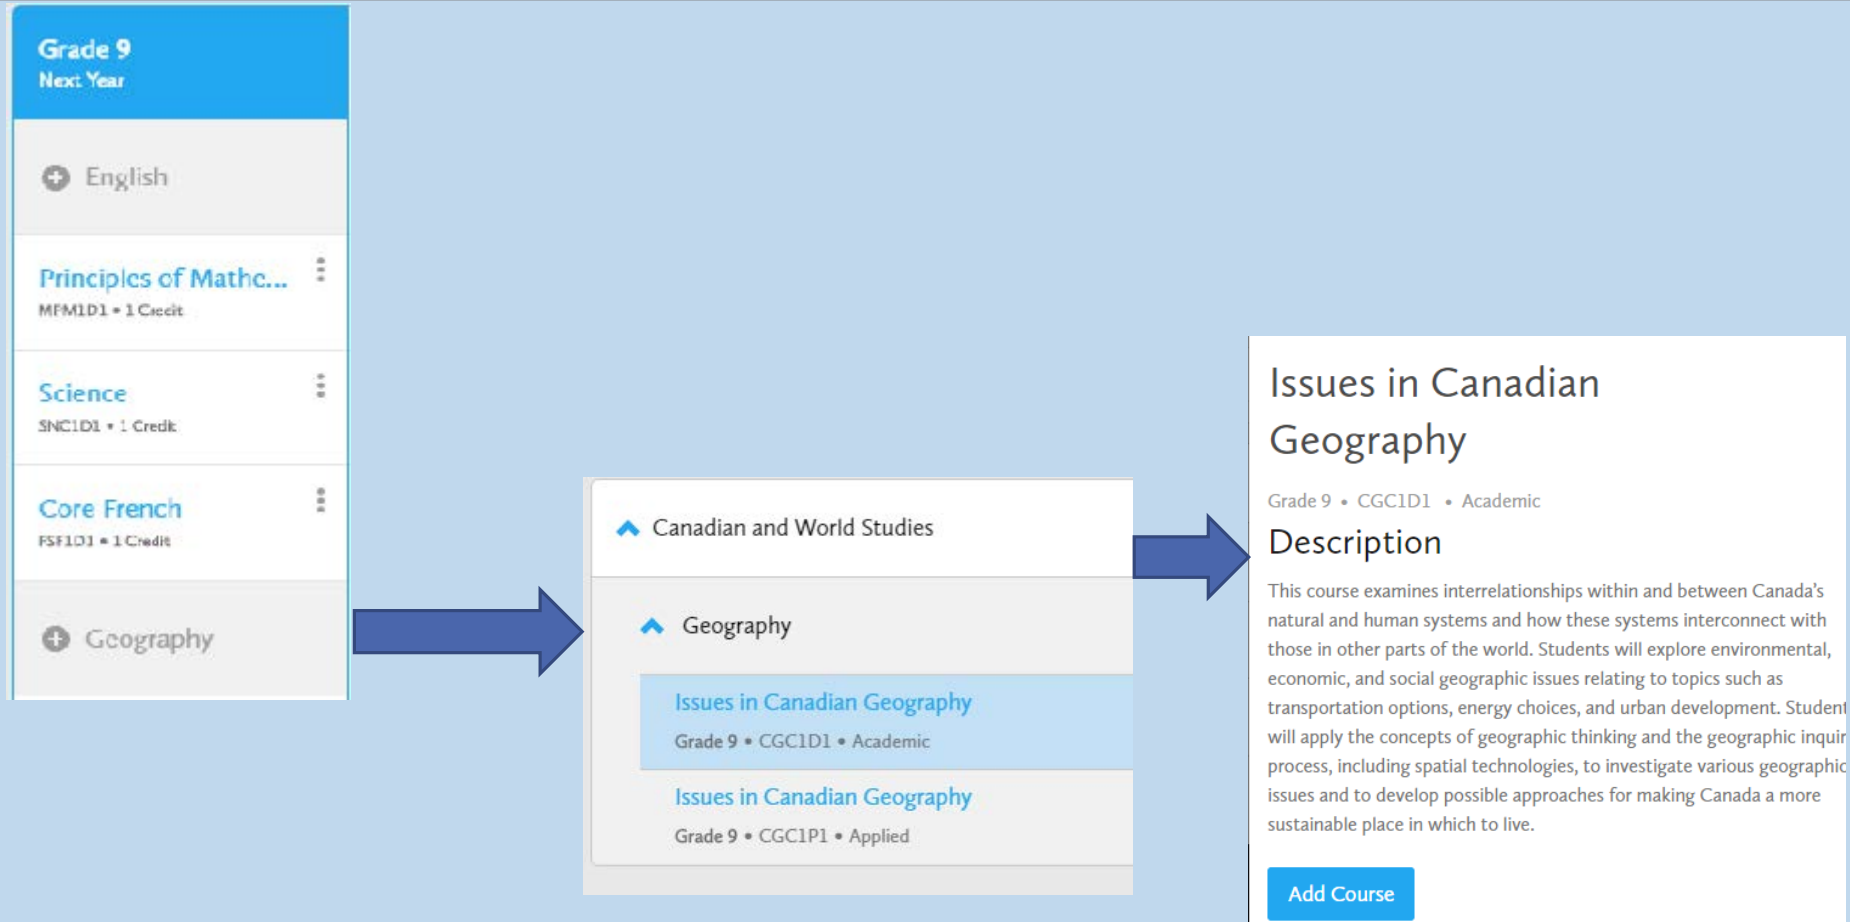 Grade 9
Next Year
English
Principles of Mathe...
MPM1D1 • 1 Credit
Science
SNC1D1 • 1 Credit
Core French
FSF1D1 • 1 Credit
Geography
Canadian and World Studies
Geography
Issues in Canadian Geography
Grade 9 • CGC1D1 • Academic
Issues in Canadian Geography
Grade 9 • CGC1P1 • Applied
Issues in Canadian
Geography
Grade 9 • CGC1D1 • Academic
Description
This course examines interrelationships within and between Canada’s
natural and human systems and how these systems interconnect with
those in other parts of the world. Students will explore environmental,
economic, and social geographic issues relating to topics such as
transportation options, energy choices, and urban development. Student
will apply the concepts of geographic thinking and the geographic inquir
process, including spatial technologies, to investigate various geographic
issues and to develop possible approaches for making Canada a more
sustainable place in which to live.
Add Course